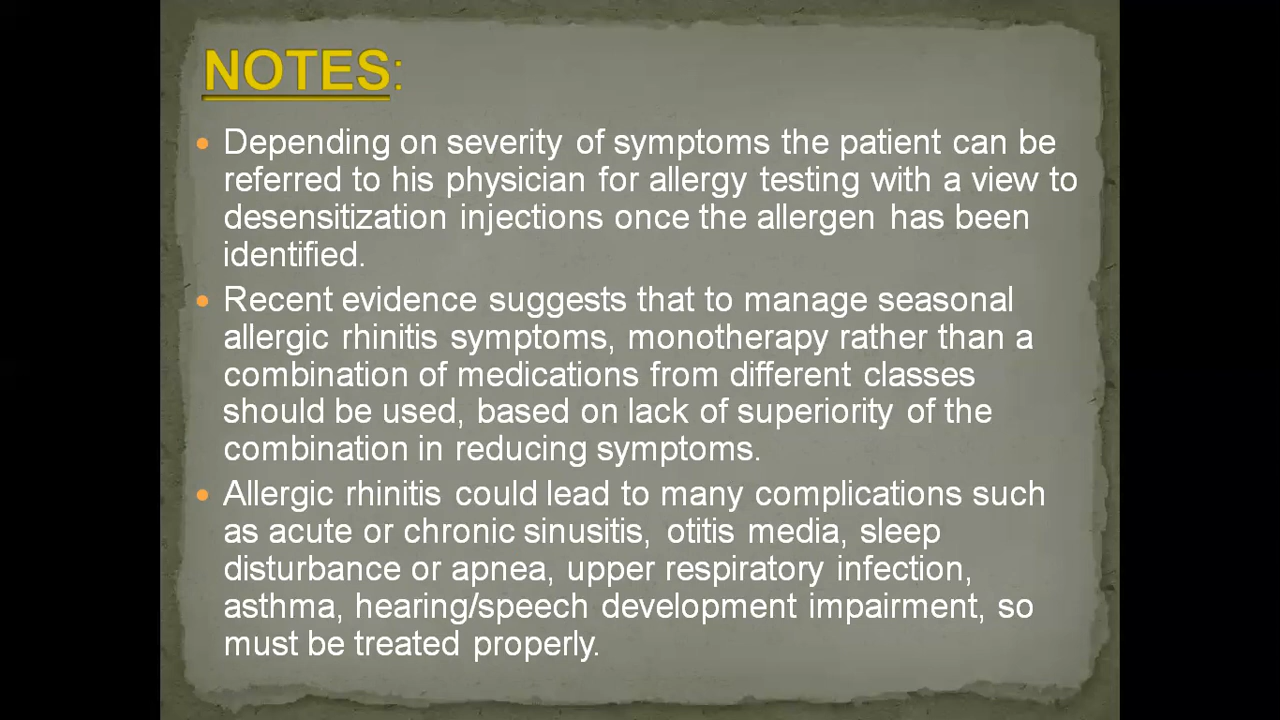 NOTES:
• Depending on severity of symptoms the patient can be
referred to his physician for allergy testing with a view to
desensitization injections once the allergen has been
identified.
• Recent evidence suggests that to manage seasonal
allergic rhinitis symptoms, monotherapy rather than a
combination of medications from different classes
should be used, based on lack of superiority of the
combination in reducing symptoms.
• Allergic rhinitis could lead to many complications such
as acute or chronic sinusitis, otitis media, sleep
disturbance or apnea, upper respiratory infection,
asthma, hearing/speech development impairment, so
must be treated properly.